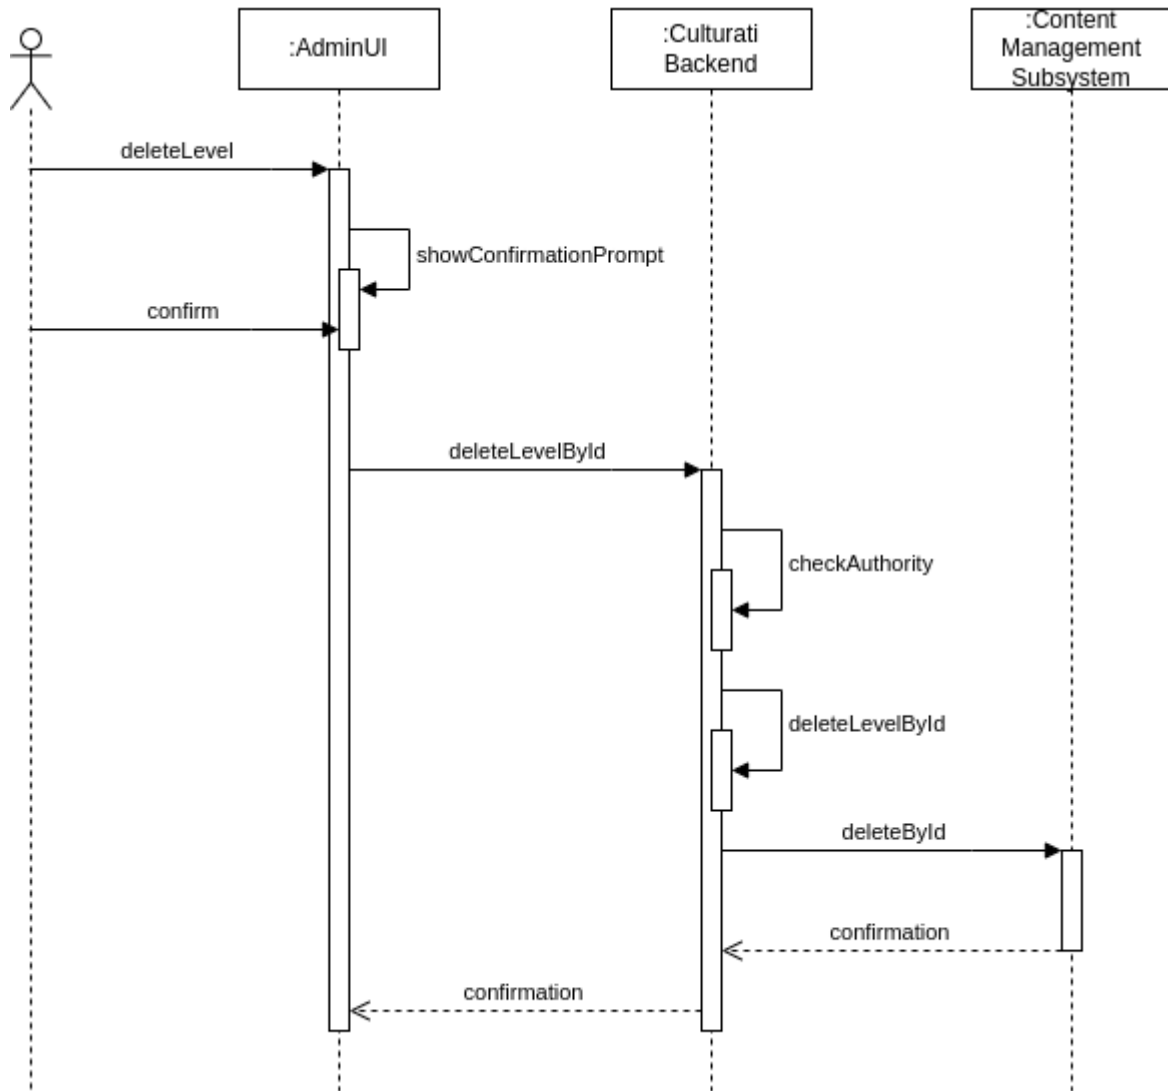 :AdminUI
:Culturati
Backend
:Content
Management
Subsystem
deleteLevel
showConfirmationPrompt
confirm
deleteLevelById
checkAuthority
deleteLevelById
deleteById
confirmation
confirmation